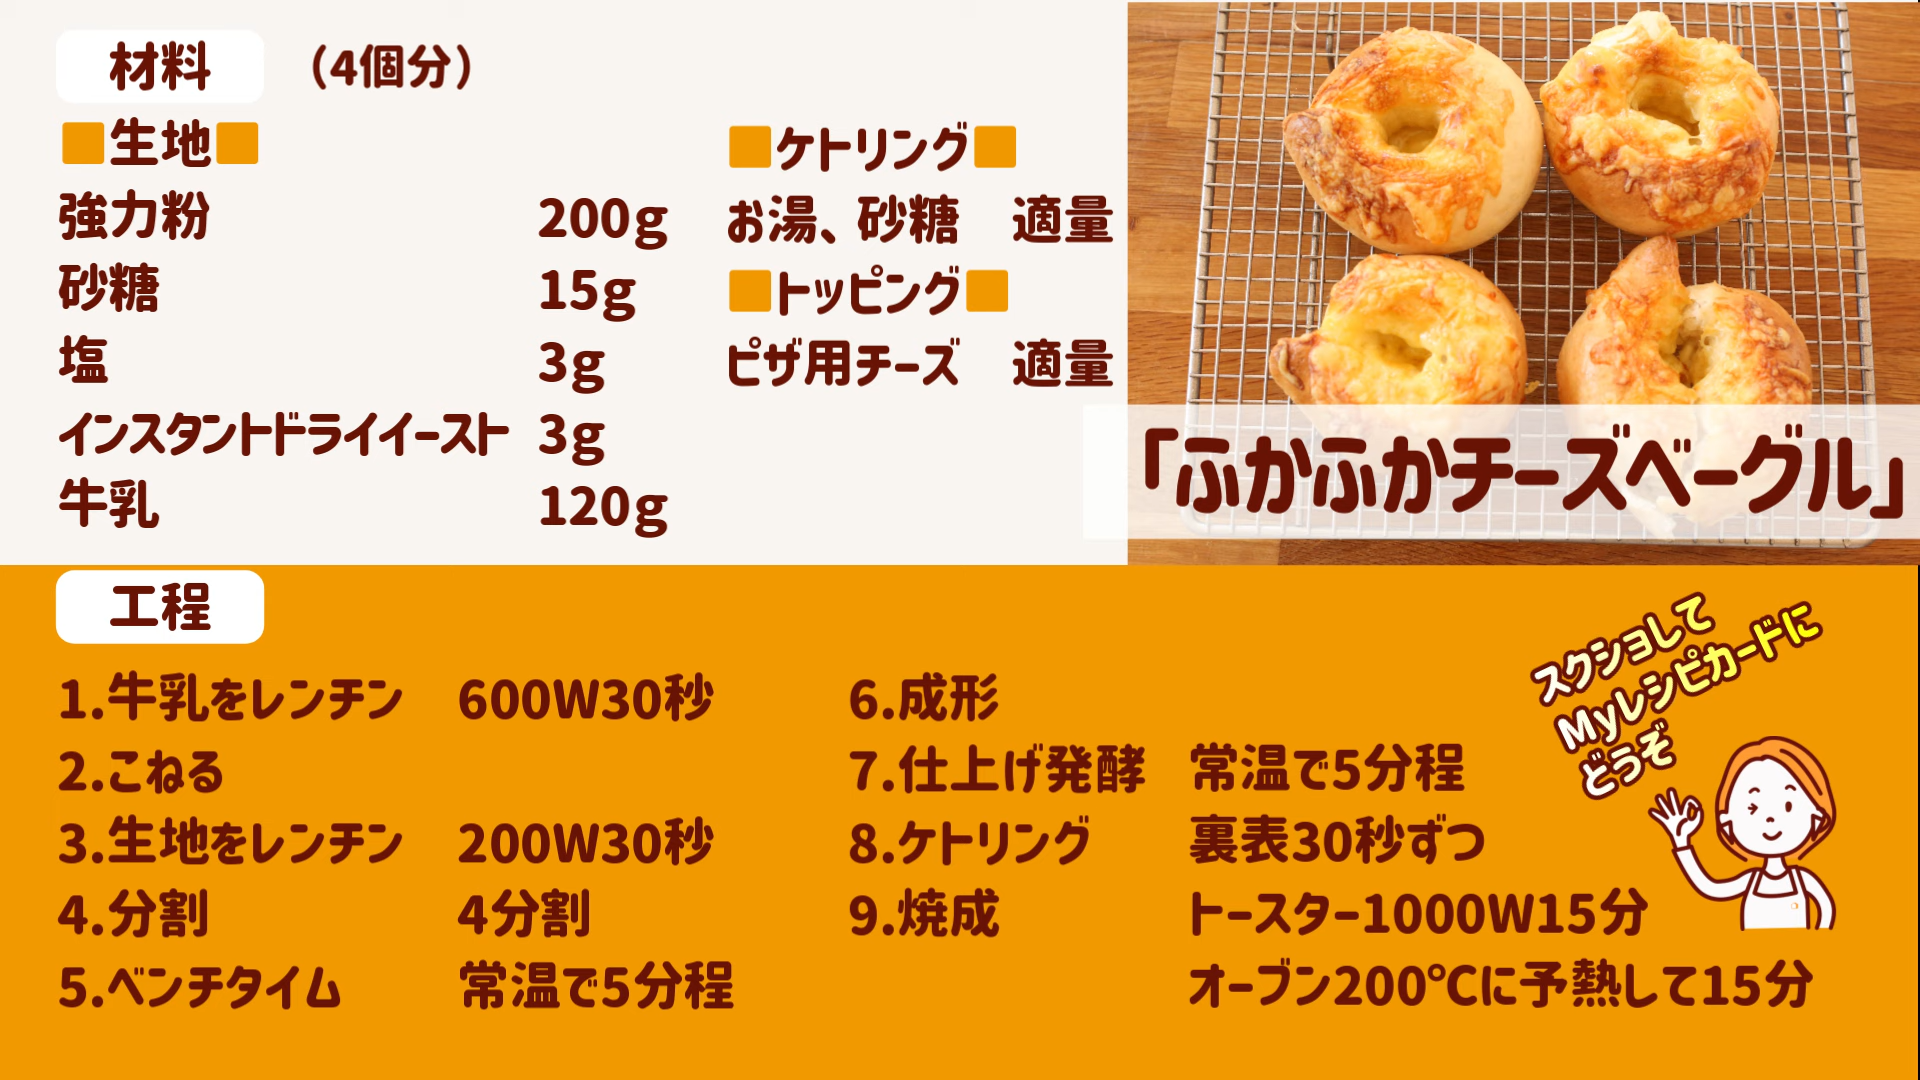 材料 (4個分)
■生地■
強力粉 200g
砂糖 15g
塩 3g
インスタントドライイースト 3g
牛乳 120g
■ケトリング■
お湯、砂糖 適量
■トッピング■
ピザ用チーズ 適量
「ふかふかチーズベーグル」
工程
1.牛乳をレンチン 600W30秒
2.こねる
3.生地をレンチン 200W30秒
4.分割 4分割
5.ベンチタイム 常温で5分程
6.成形
7.仕上げ発酵 常温で5分程
8.ケトリング 裏表30秒ずつ
9.焼成 トースター1000W15分
オーブン200℃に予熱して15分
スクショして
Myレシピカードに
どうぞ